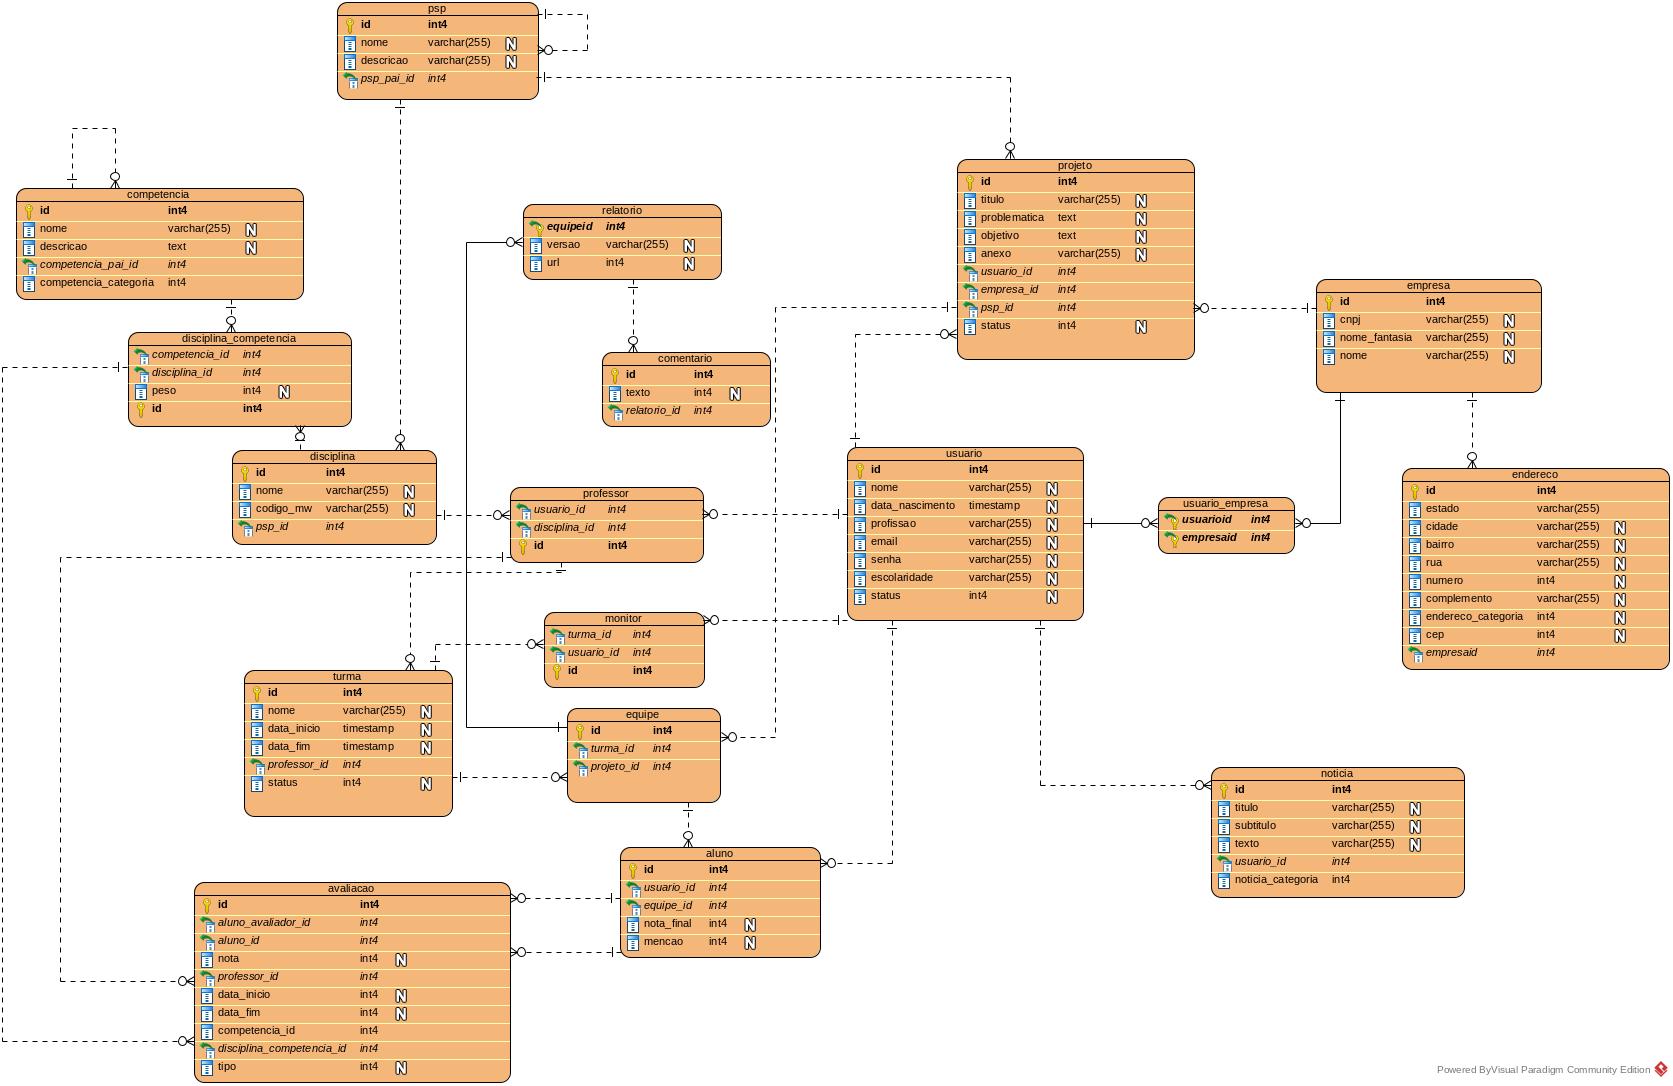 psp
id int4
nome varchar(255) N
descricao varchar(255) N
psp_pai_id int4
competencia
id int4
nome varchar(255) N
descricao text N
competencia_pai_id int4
competencia_categoria int4
relatorio
equipeid int4
versao varchar(255) N
url int4 N
projeto
id int4
titulo varchar(255) N
problematica text N
objetivo text N
anexo varchar(255) N
usuario_id int4
empresa_id int4
psp_id int4
status int4 N
empresa
id int4
cnpj varchar(255) N
nome_fantasia varchar(255) N
nome varchar(255) N
disciplina_competencia
competencia_id int4
disciplina_id int4
peso int4 N
id int4
comentario
id int4
texto int4 N
relatorio_id int4
disciplina
id int4
nome varchar(255) N
codigo_mw varchar(255) N
psp_id int4
professor
usuario_id int4
disciplina_id int4
id int4
usuario
id int4
nome varchar(255) N
data_nascimento timestamp N
profissao varchar(255) N
email varchar(255) N
senha varchar(255) N
escolaridade varchar(255) N
status int4 N
usuario_empresa
usuarioid int4
empresaid int4
endereco
id int4
estado varchar(255)
cidade varchar(255) N
bairro varchar(255) N
rua varchar(255) N
numero int4 N
complemento varchar(255) N
endereco_categoria int4 N
cep int4 N
empresaid int4
monitor
turma_id int4
usuario_id int4
id int4
turma
id int4
nome varchar(255) N
data_inicio timestamp N
data_fim timestamp N
professor_id int4
status int4 N
equipe
id int4
turma_id int4
projeto_id int4
noticia
id int4
titulo varchar(255) N
subtitulo varchar(255) N
texto varchar(255) N
usuario_id int4
noticia_categoria int4
aluno
id int4
usuario_id int4
equipe_id int4
nota_final int4 N
mencao int4 N
avaliacao
id int4
aluno_avaliador_id int4
aluno_id int4
nota int4 N
professor_id int4
data_inicio int4 N
data_fim int4 N
competencia_id int4
disciplina_competencia_id int4
tipo int4 N
Powered ByVisual Paradigm Community Edition